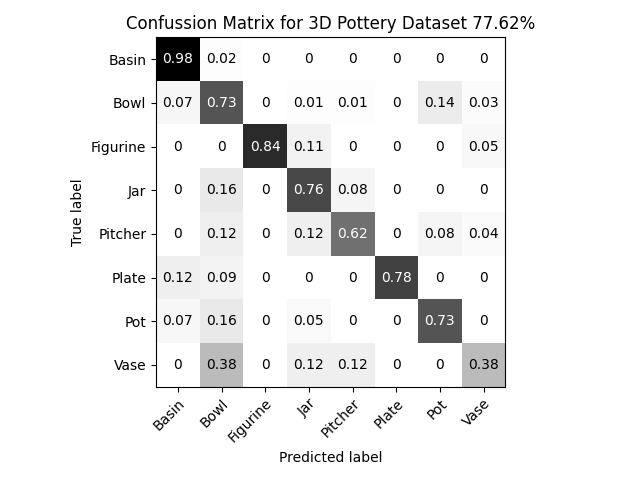 Confussion Matrix for 3D Pottery Dataset 77.62%
Basin 0.98 0.02 0 0 0 0 0 0
Bowl 0.07 0.73 0 0.01 0.01 0 0.14 0.03
Figurine 0 0 0.84 0.11 0 0 0 0.05
Jar 0 0.16 0 0.76 0.08 0 0 0
Pitcher 0 0.12 0 0.12 0.62 0 0.08 0.04
Plate 0.12 0.09 0 0 0 0.78 0 0
Pot 0.07 0.16 0 0.05 0 0 0.73 0
Vase 0 0.38 0 0.12 0.12 0 0 0.38
True label
Basin Bowl Figurine Jar Pitcher Plate Pot Vase
Predicted label